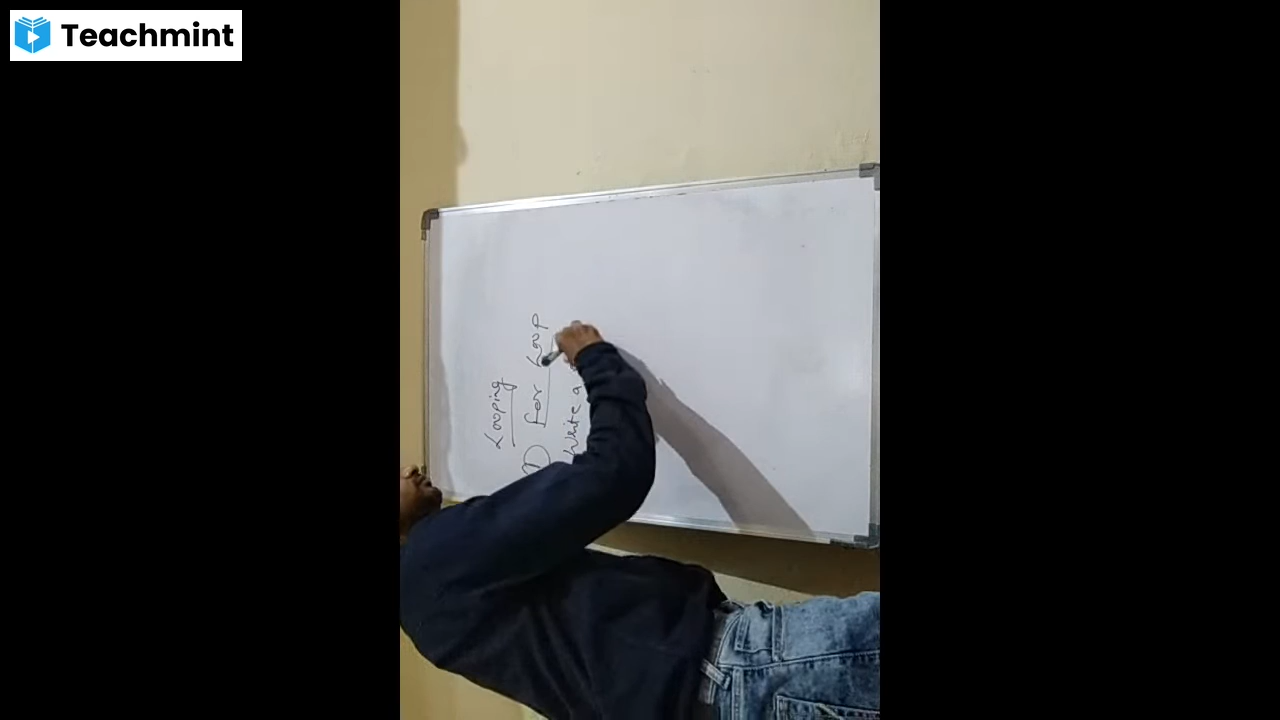 Teachmint
Looping
1) for Loop
Write a